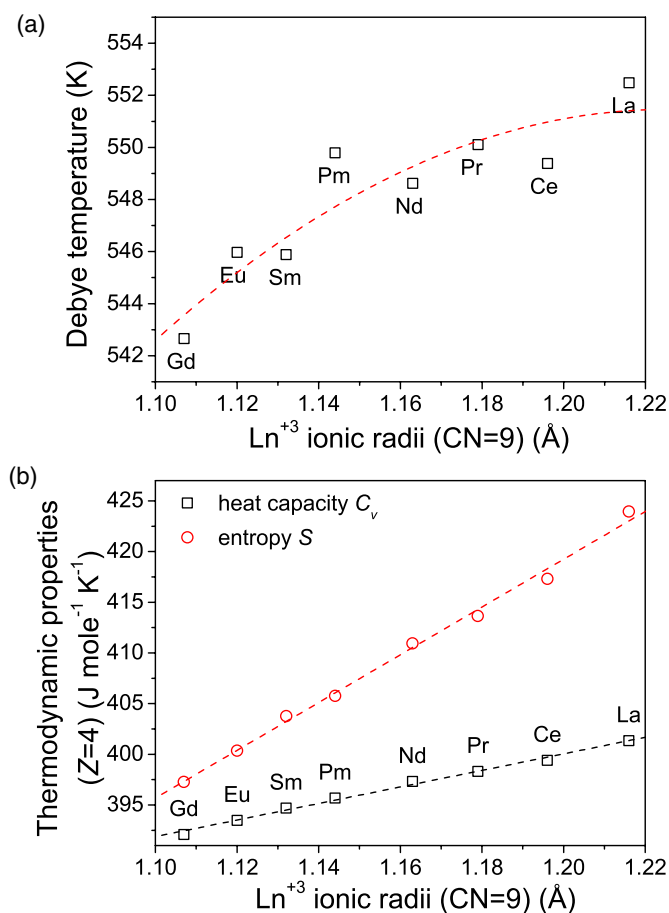 (a)
554
552
550
548
546
544
542
Debye temperature (K)
La
Pm
Pr
Ce
Nd
Eu
Sm
Gd
1.10 1.12 1.14 1.16 1.18 1.20 1.22
Ln⁺³ ionic radii (CN=9) (Å)
(b)
425
420
415
410
405
400
395
Thermodynamic properties
(Z=4) (J mole⁻¹ K⁻¹)
heat capacity Cᵥ
entropy S
Gd Eu Sm Pm Nd Pr Ce La
1.10 1.12 1.14 1.16 1.18 1.20 1.22
Ln⁺³ ionic radii (CN=9) (Å)